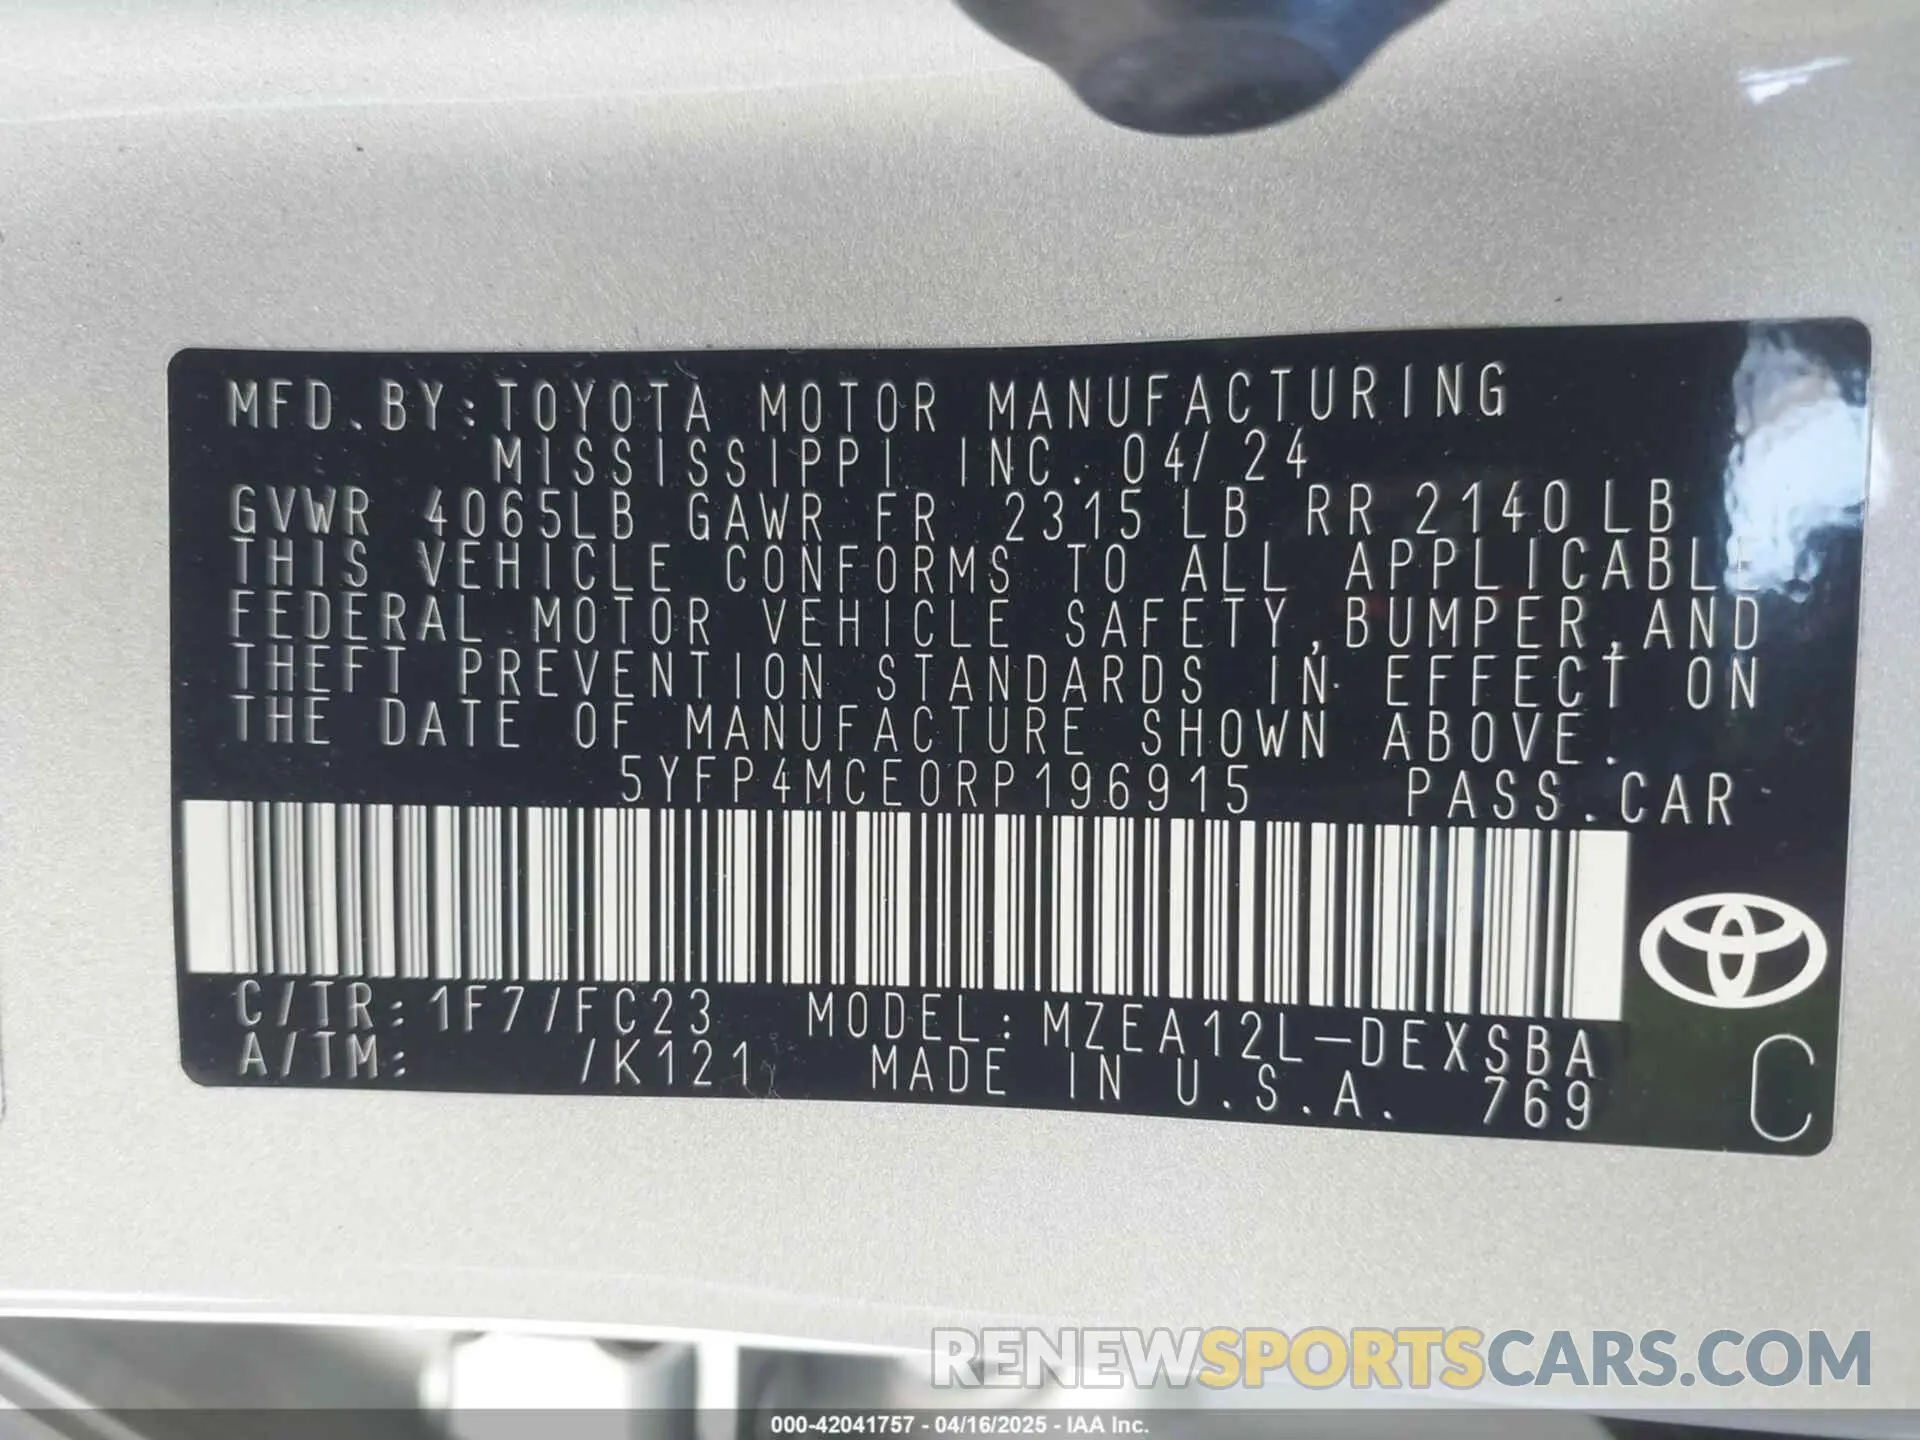 MFD.BY:TOYOTA MOTOR MANUFACTURING
MISSISSIPPI INC. 04/24
GVWR 4065LB GAWR FR 2315LB RR 2140LB
THIS VEHICLE CONFORMS TO ALL APPLICABLE
FEDERAL MOTOR VEHICLE SAFETY,BUMPER,AND
THEFT PREVENTION STANDARDS IN EFFECT ON
THE DATE OF MANUFACTURE SHOWN ABOVE.
5YFP4MCE0RP196915 PASS.CAR
C/TR:1F7/FC23 MODEL:MZEA12L-DEXSBA
A/TM: /K121 MADE IN U.S.A. 769
C
RENEWSPORTSCARS.COM
000-42041757 - 04/16/2025 - IAA Inc.